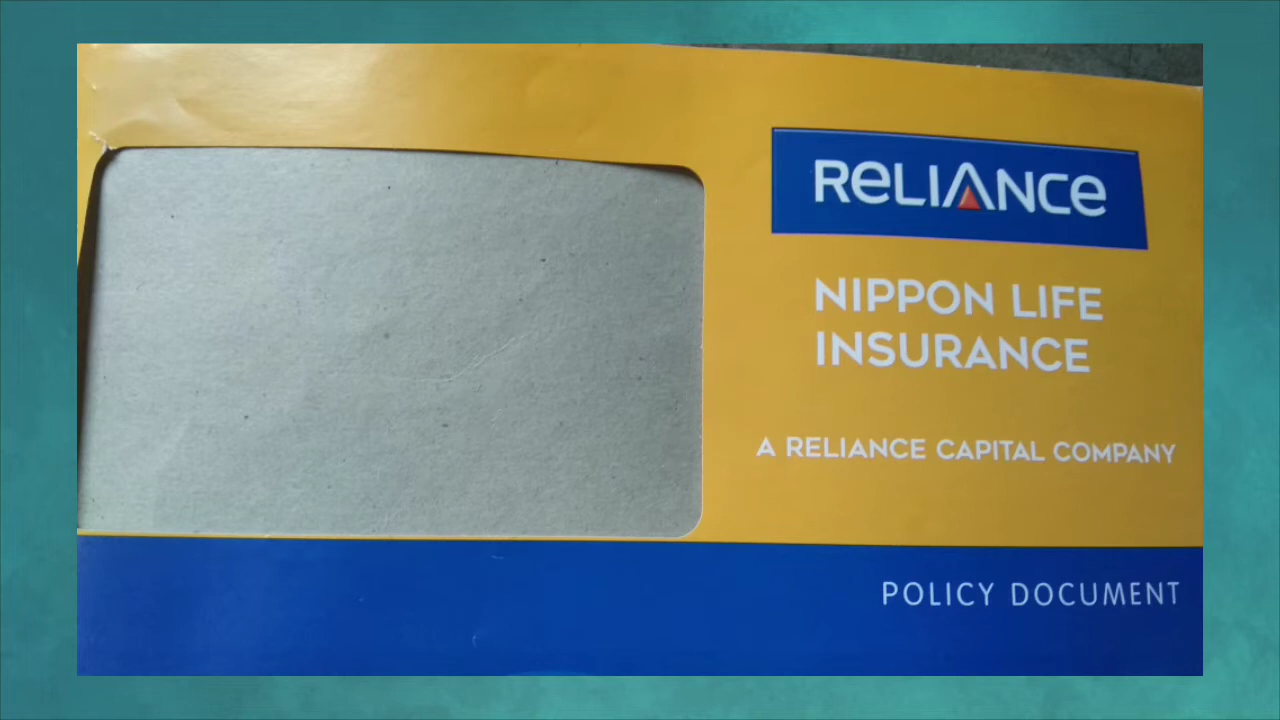 RELIANCE
NIPPON LIFE
INSURANCE
A RELIANCE CAPITAL COMPANY
POLICY DOCUMENT